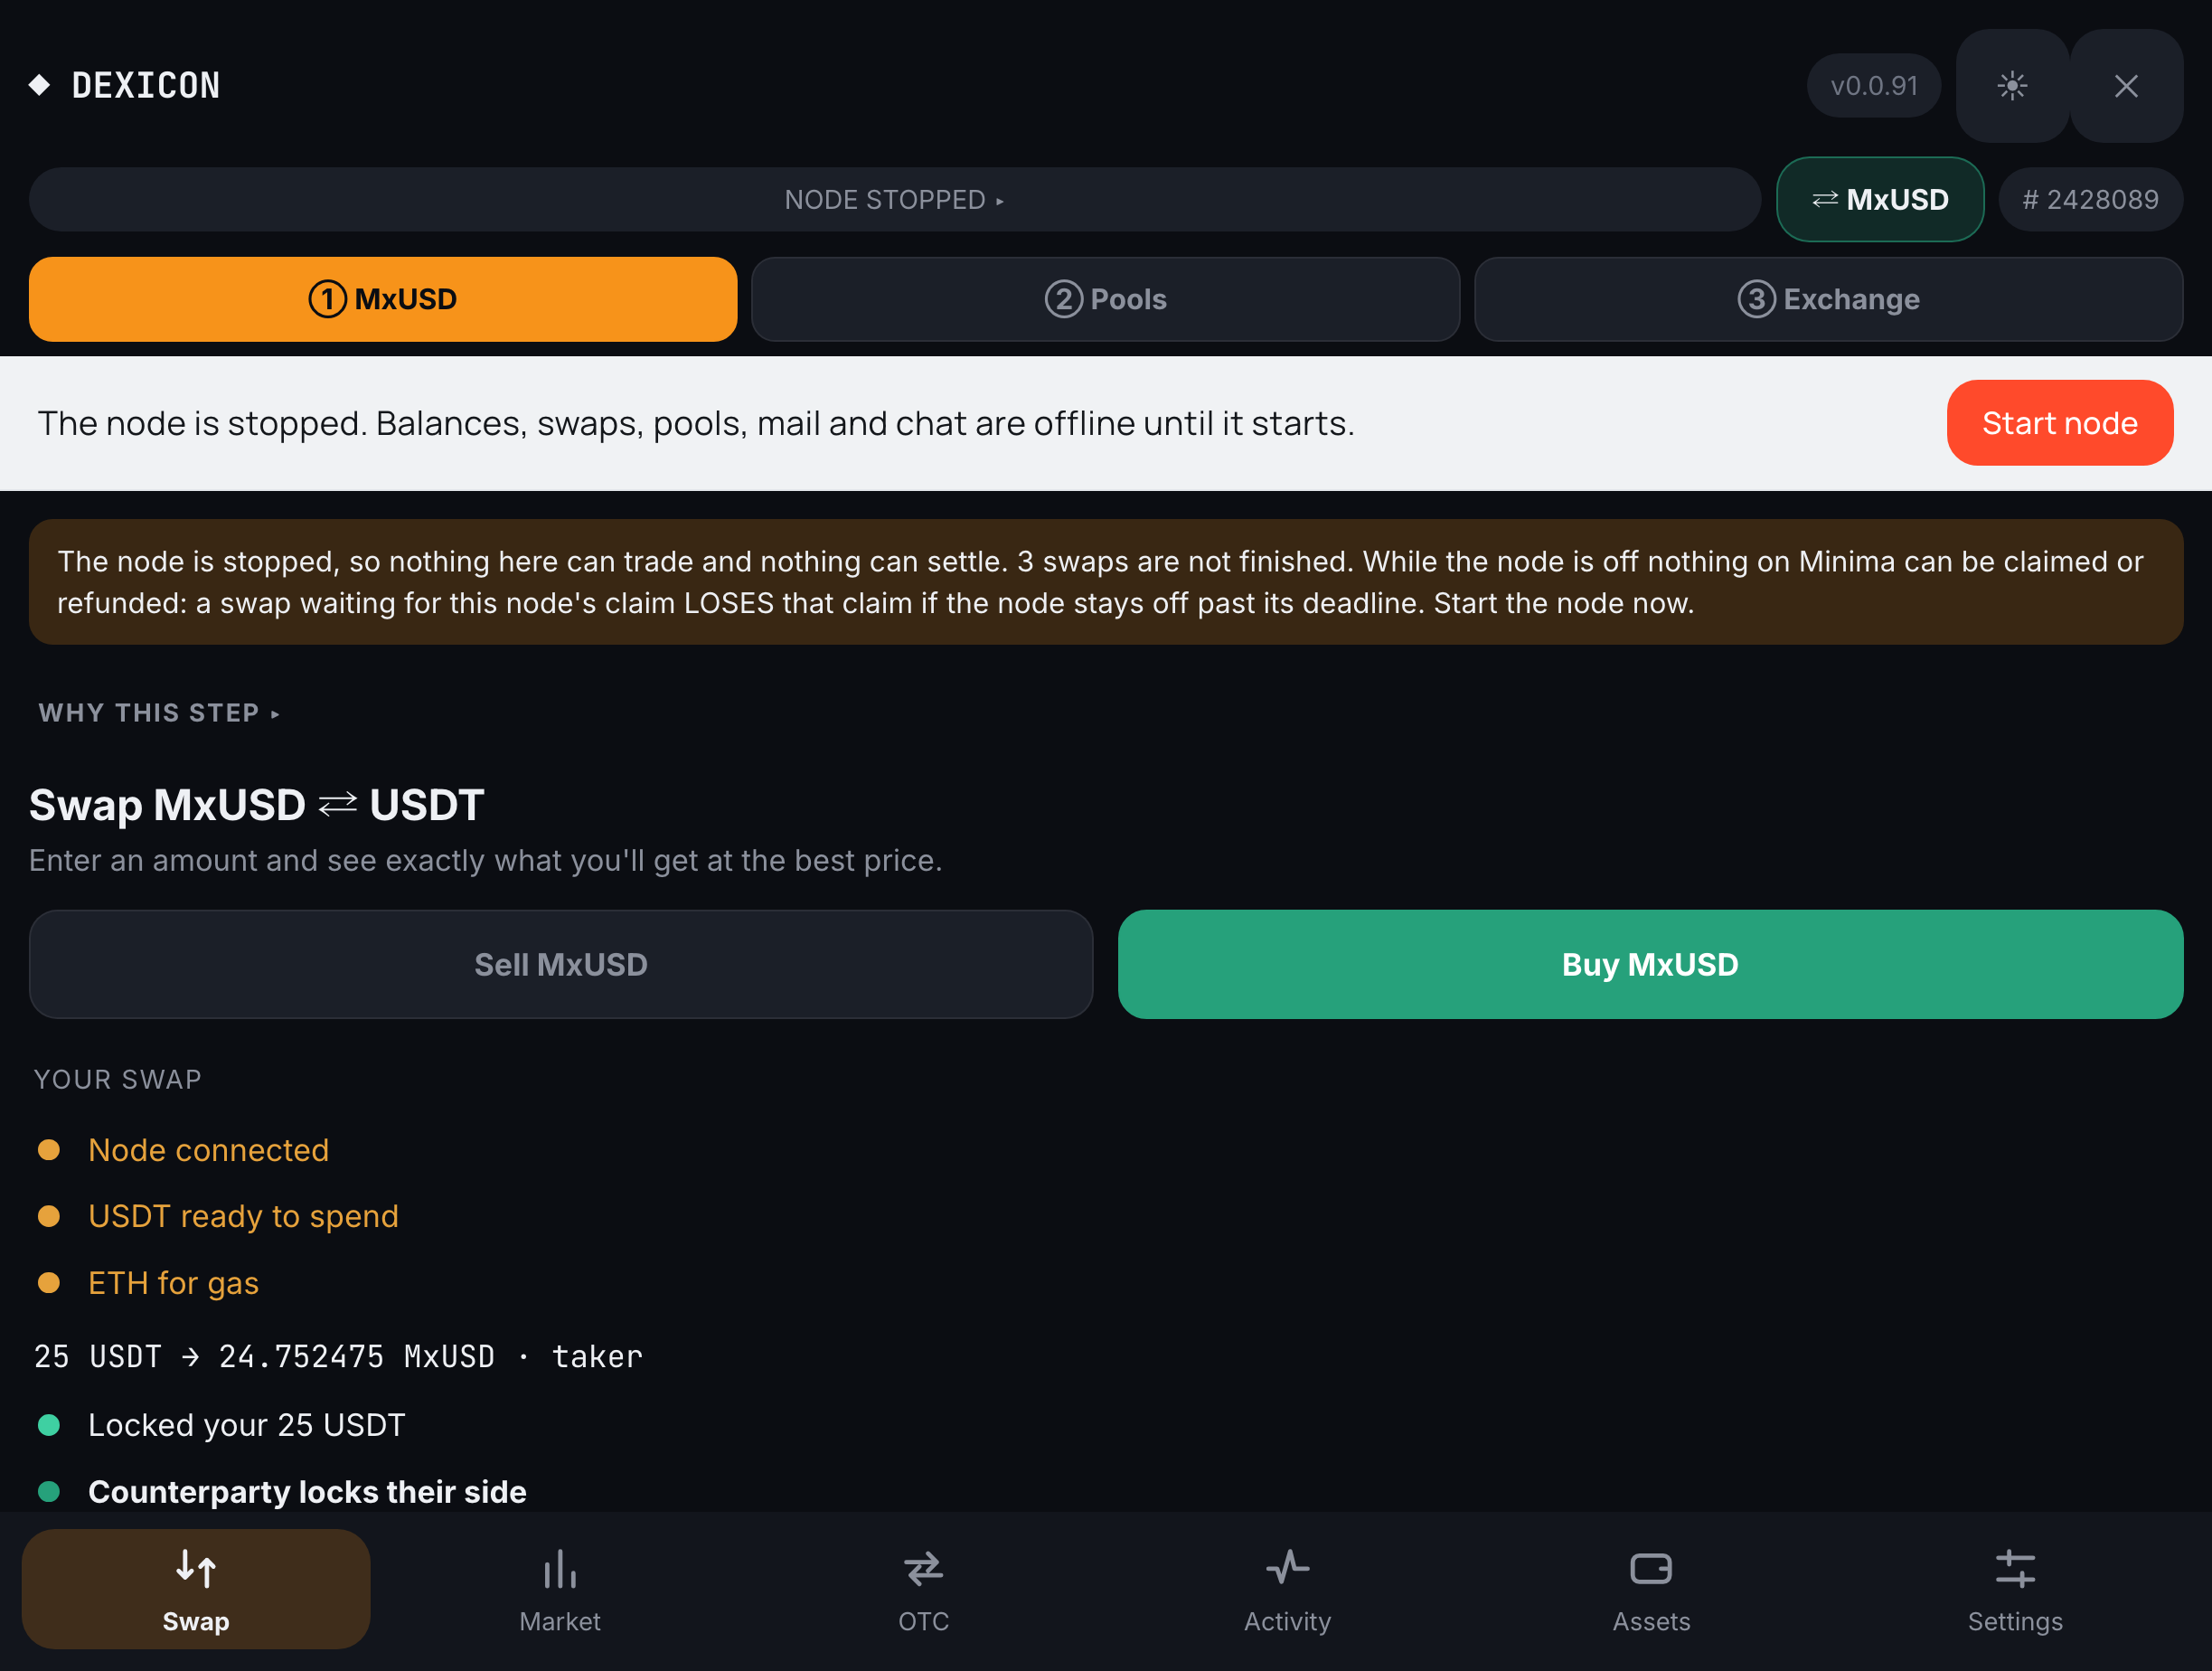 ◆ DEXICON
v0.0.91
NODE STOPPED ▸
⇄ MxUSD
# 2428089
① MxUSD
② Pools
③ Exchange
The node is stopped. Balances, swaps, pools, mail and chat are offline until it starts.
Start node
The node is stopped, so nothing here can trade and nothing can settle. 3 swaps are not finished. While the node is off nothing on Minima can be claimed or
refunded: a swap waiting for this node's claim LOSES that claim if the node stays off past its deadline. Start the node now.
WHY THIS STEP ▸
Swap MxUSD ⇄ USDT
Enter an amount and see exactly what you'll get at the best price.
Sell MxUSD
Buy MxUSD
YOUR SWAP
Node connected
USDT ready to spend
ETH for gas
25 USDT → 24.752475 MxUSD · taker
Locked your 25 USDT
Counterparty locks their side
Swap
Market
OTC
Activity
Assets
Settings